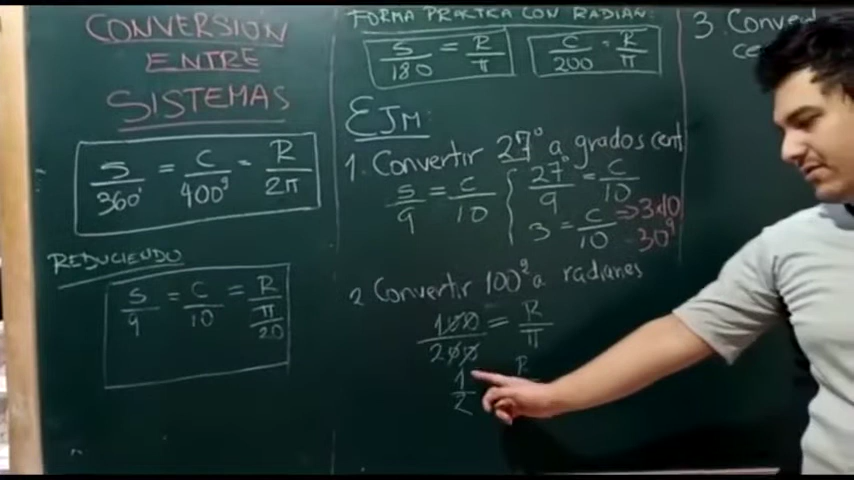 CONVERSION
ENTRE
SISTEMAS
S/360° = C/400g = R/2π
REDUCIENDO
S/9 = C/10 = R/π/20
FORMA PRACTICA CON RADIAN
S/180 = R/π
C/200 = R/π
EJM:
1. Convertir 27° a grados cent
S/9 = C/10
27°/9 = C/10
3 = C/10 => 3·10
30g
2 Convertir 100g a radianes
100/200 = R/π
1/2 R
3. Convert
ce